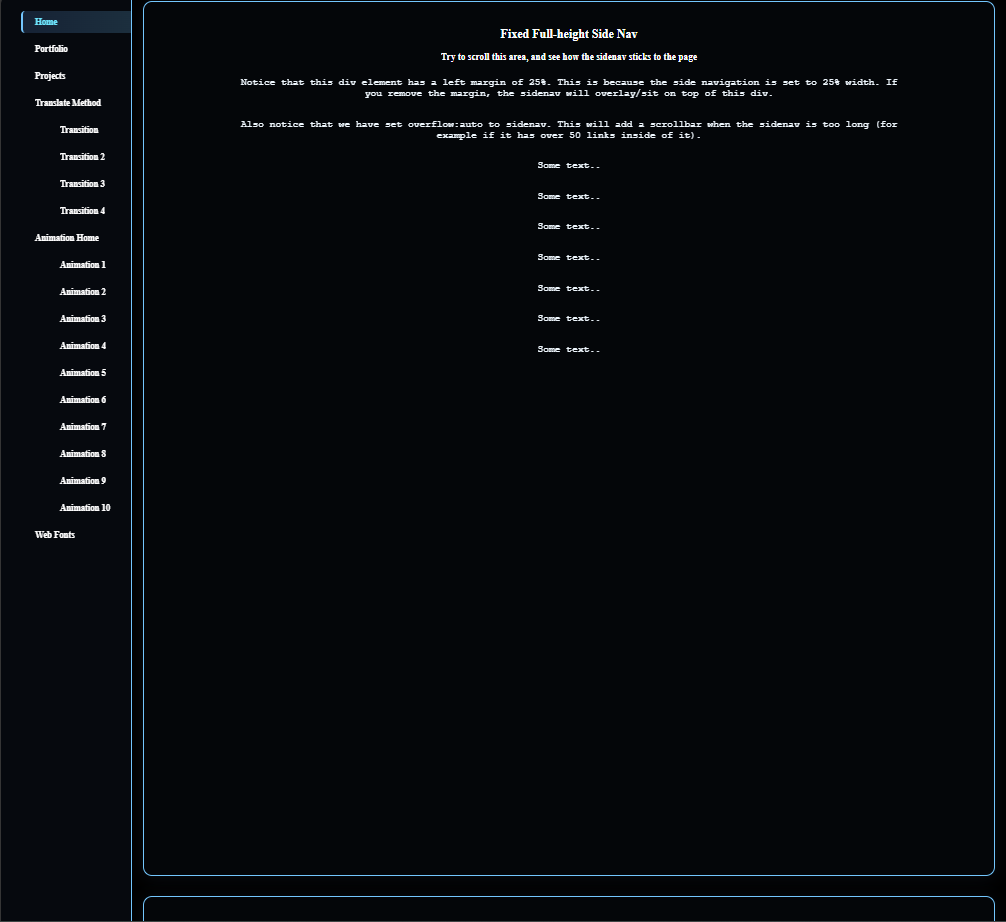 Home
Portfolio
Projects
Translate Method
Transition
Transition 2
Transition 3
Transition 4
Animation Home
Animation 1
Animation 2
Animation 3
Animation 4
Animation 5
Animation 6
Animation 7
Animation 8
Animation 9
Animation 10
Web Fonts
Fixed Full-height Side Nav
Try to scroll this area, and see how the sidenav sticks to the page
Notice that this div element has a left margin of 25%. This is because the side navigation is set to 25% width. If
you remove the margin, the sidenav will overlay/sit on top of this div.
Also notice that we have set overflow:auto to sidenav. This will add a scrollbar when the sidenav is too long (for
example if it has over 50 links inside of it).
Some text..
Some text..
Some text..
Some text..
Some text..
Some text..
Some text..